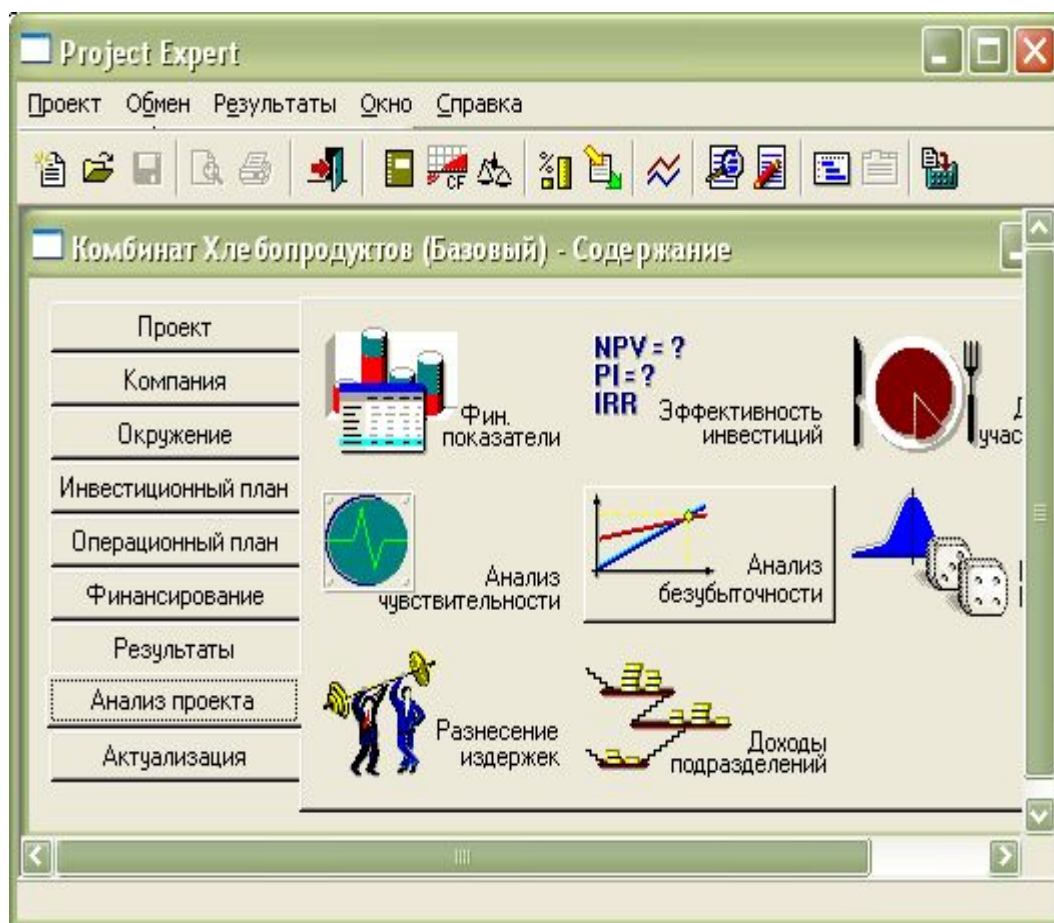 Project Expert
Проект Обмен Результаты Окно Справка
CF
Комбинат Хлебопродуктов (Базовый) - Содержание
Проект
Компания
Окружение
Инвестиционный план
Операционный план
Финансирование
Результаты
Анализ проекта
Актуализация
Фин.
показатели
NPV = ?
PI = ?
IRR
Эффективность
инвестиций
Анализ
чувствительности
Анализ
безубыточности
Разнесение
издержек
Доходы
подразделений